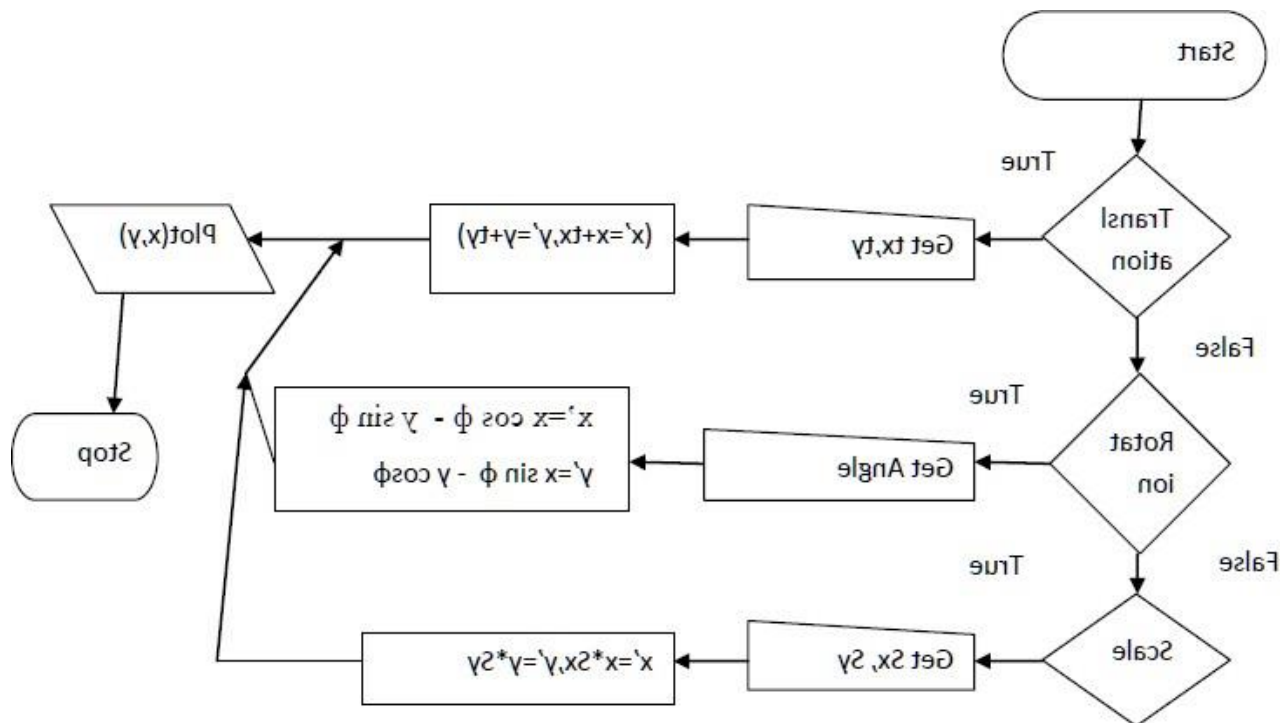 Start
True
Transl
ation
Get tx,ty
(x'=x+tx,y'=y+ty)
Plot(x,y)
False
True
Rotat
ion
Get Angle
x'=x cos ϕ - y sin ϕ
y'=x sin ϕ - y cosϕ
Stop
False
True
Scale
Get Sx, Sy
x'=x*Sx,y'=y*Sy